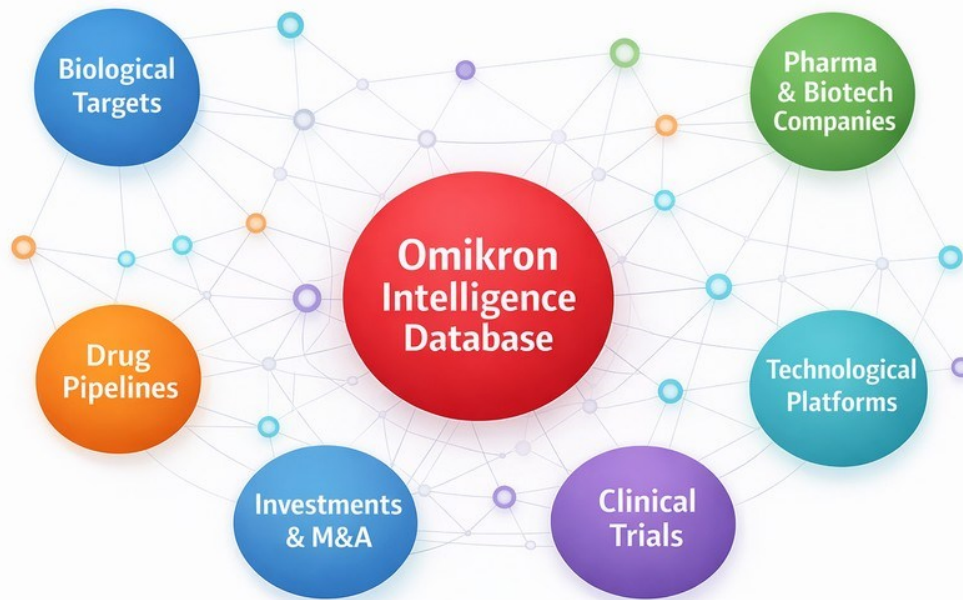 Biological
Targets
Pharma
& Biotech
Companies
Omikron
Intelligence
Database
Drug
Pipelines
Technological
Platforms
Investments
& M&A
Clinical
Trials